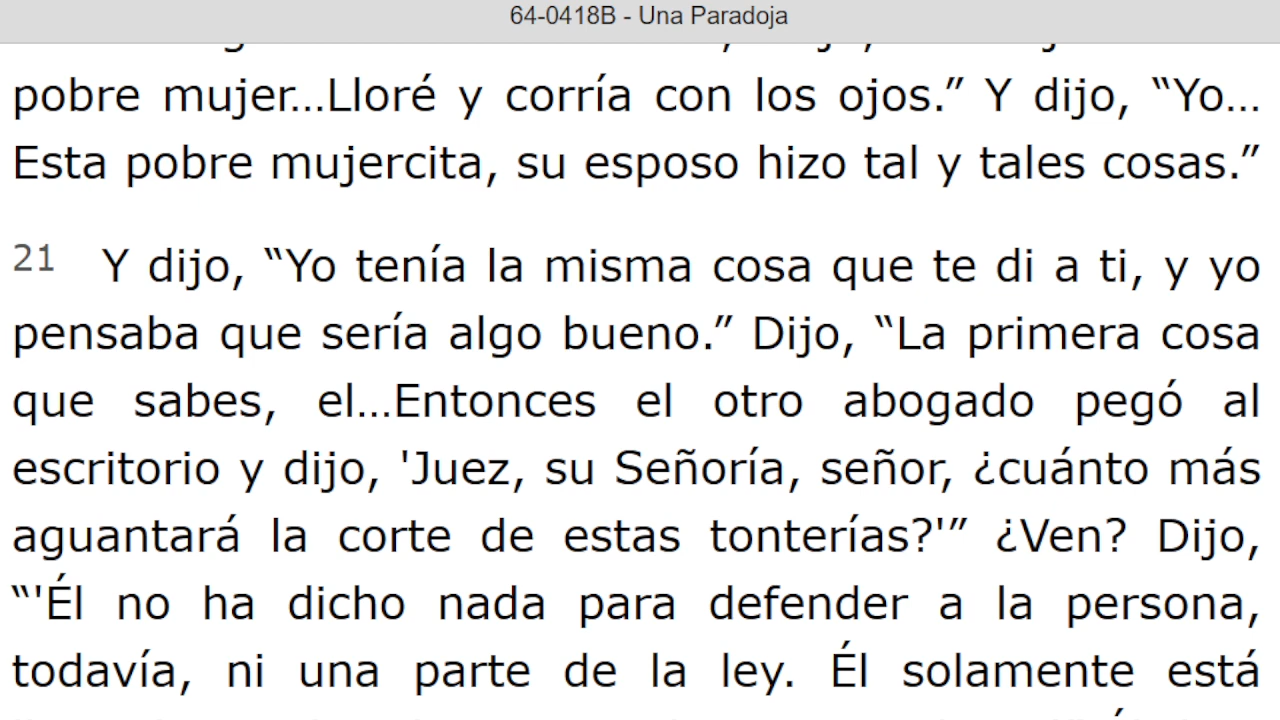 64-0418B - Una Paradoja
pobre mujer...Lloré y corría con los ojos.” Y dijo, “Yo...
Esta pobre mujercita, su esposo hizo tal y tales cosas.”
21 Y dijo, “Yo tenía la misma cosa que te di a ti, y yo
pensaba que sería algo bueno.” Dijo, “La primera cosa
que sabes, el...Entonces el otro abogado pegó al
escritorio y dijo, 'Juez, su Señoría, señor, ¿cuánto más
aguantará la corte de estas tonterías?'” ¿Ven? Dijo,
“'Él no ha dicho nada para defender a la persona,
todavía, ni una parte de la ley. Él solamente está